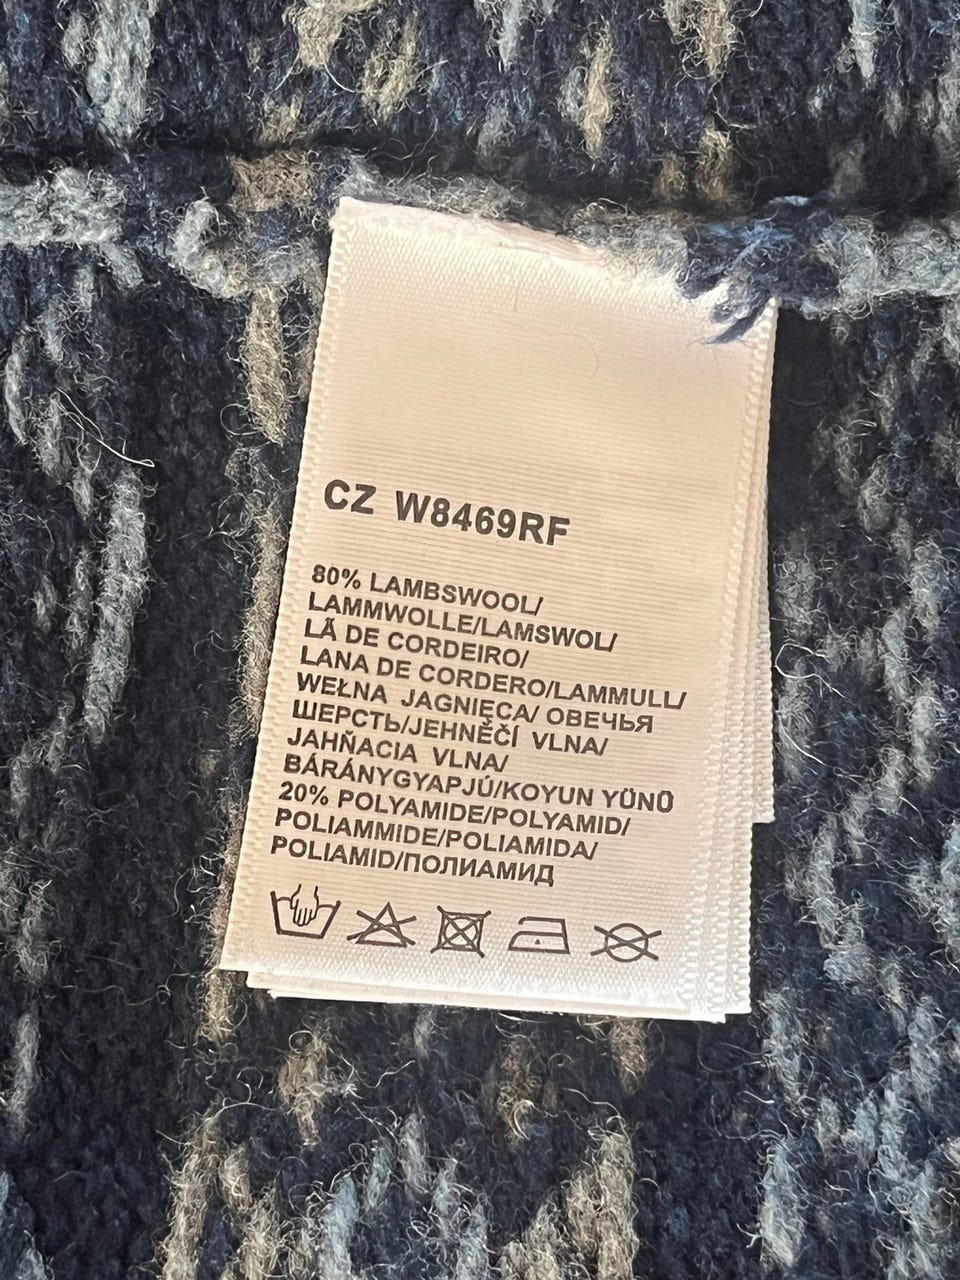 CZ W8469RF
80% LAMBSWOOL/
LAMMWOLLE/LAMSWOL/
LÃ DE CORDEIRO/
LANA DE CORDERO/LAMMULL/
WEŁNA JAGNIĘCA/ ОВЕЧЬЯ
ШЕРСТЬ/JEHNĚČÍ VLNA/
JAHŇACIA VLNA/
BÁRÁNYGYAPJÚ/KOYUN YÜNÜ
20% POLYAMIDE/POLYAMID/
POLIAMMIDE/POLIAMIDA/
POLIAMID/ПОЛИАМИД